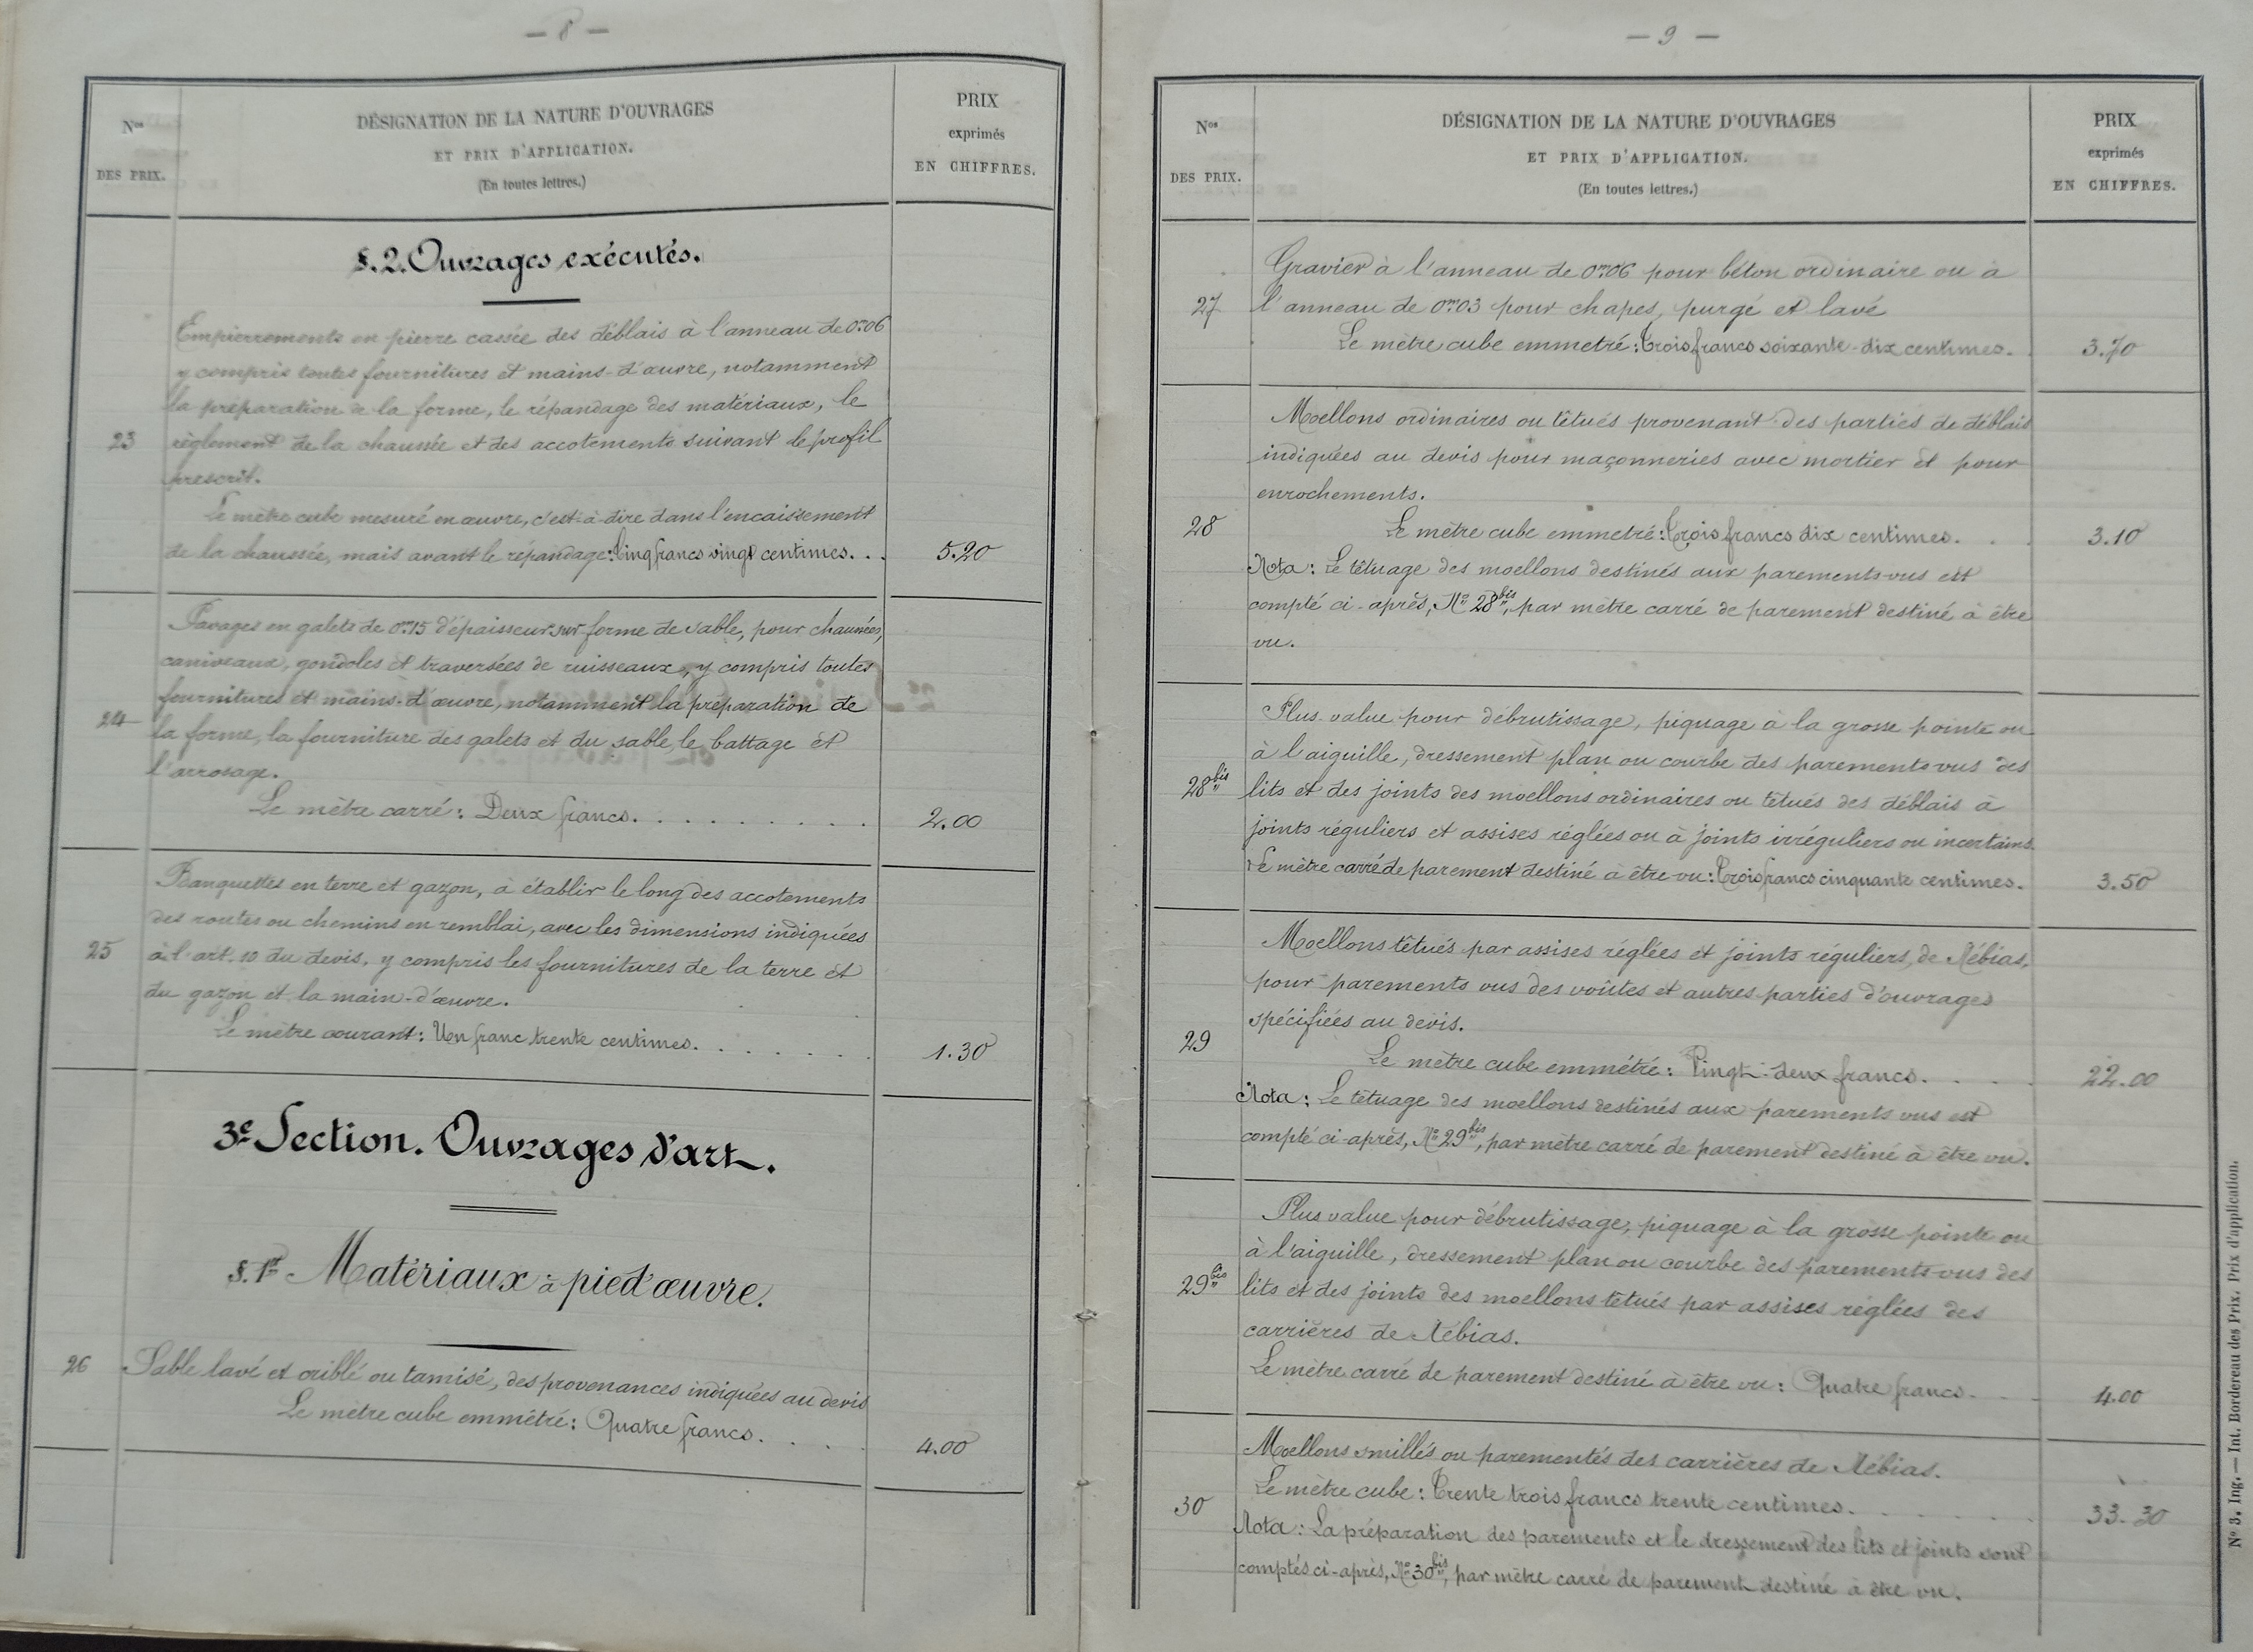 — 8 —
Nos
DES PRIX.
DÉSIGNATION DE LA NATURE D'OUVRAGES
ET PRIX D'APPLICATION.
(En toutes lettres.)
PRIX
exprimés
EN CHIFFRES.
§. 2. Ouvrages exécutés.
Empierrements en pierre cassée des déblais à l'anneau de 0m06
y compris toutes fournitures et mains-d'œuvre, notamment
la préparation de la forme, le répandage des matériaux, le
23 règlement de la chaussée et des accotements suivant le profil
prescrit.
Le mètre cube mesuré en œuvre, c'est-à-dire dans l'encaissement
de la chaussée, mais avant le répandage: Cinq francs vingt centimes. . . 5.20
Pavages en galets de 0m15 d'épaisseur sur forme de sable, pour chaussées,
caniveaux, gondoles et traversées de ruisseaux, y compris toutes
fournitures et mains-d'œuvre, notamment la préparation de
24 la forme, la fourniture des galets et du sable, le battage et
l'arrosage.
Le mètre carré: Deux francs. . . . . . . . . . 2.00
Banquettes en terre et gazon, à établir le long des accotements
des routes ou chemins en remblai, avec les dimensions indiquées
25 à l'art. 10 du devis, y compris les fournitures de la terre et
du gazon et la main-d'œuvre.
Le mètre courant: Un franc trente centimes. . . . . . . 1.30
3e Section. Ouvrages d'art.
§. 1er Matériaux à pied d'œuvre.
26 Sable lavé et criblé ou tamisé, des provenances indiquées au devis
Le mètre cube emmétré: Quatre francs. . . . 4.00
— 9 —
Nos
DES PRIX.
DÉSIGNATION DE LA NATURE D'OUVRAGES
ET PRIX D'APPLICATION.
(En toutes lettres.)
PRIX
exprimés
EN CHIFFRES.
Gravier à l'anneau de 0m06 pour béton ordinaire ou à
27 l'anneau de 0m03 pour chapes, purgé et lavé
Le mètre cube emmetré: Trois francs soixante-dix centimes. 3.70
Moellons ordinaires ou têtués provenant des parties de déblais
indiquées au devis pour maçonneries avec mortier et pour
enrochements.
28 Le mètre cube emmetré: Trois francs dix centimes. . . 3.10
Nota: Le têtuage des moellons destinés aux parements vus est
compté ci-après, No 28bis, par mètre carré de parement destiné à être
vu.
Plus-value pour débrutissage, piquage à la grosse pointe ou
à l'aiguille, dressement plan ou courbe des parements vus des
28bis lits et des joints des moellons ordinaires ou têtués des déblais à
joints réguliers et assises réglées ou à joints irréguliers ou incertains.
Le mètre carré de parement destiné à être vu: Trois francs cinquante centimes. 3.50
Moellons têtués par assises réglées et joints réguliers, de Nébias,
pour parements vus des voûtes et autres parties d'ouvrages
spécifiées au devis.
29 Le mètre cube emmétré: Vingt-deux francs. . . . 22.00
Nota: Le têtuage des moellons destinés aux parements vus est
compté ci-après, No 29bis, par mètre carré de parement destiné à être vu.
Plus value pour débrutissage, piquage à la grosse pointe ou
à l'aiguille, dressement plan ou courbe des parements vus des
29bis lits et des joints des moellons têtués par assises réglées des
carrières de Nébias.
Le mètre carré de parement destiné à être vu: Quatre francs. . . 4.00
Moellons smillés ou parementés des carrières de Nébias.
Le mètre cube: Trente trois francs trente centimes. . . . . . 33.30
30 Nota: La préparation des parements et le dressement des lits et joints sont
comptés ci-après, No 30bis, par mètre carré de parement destiné à être vu.
No 3. Ing. — Int. Bordereau des Prix. Prix d'application.